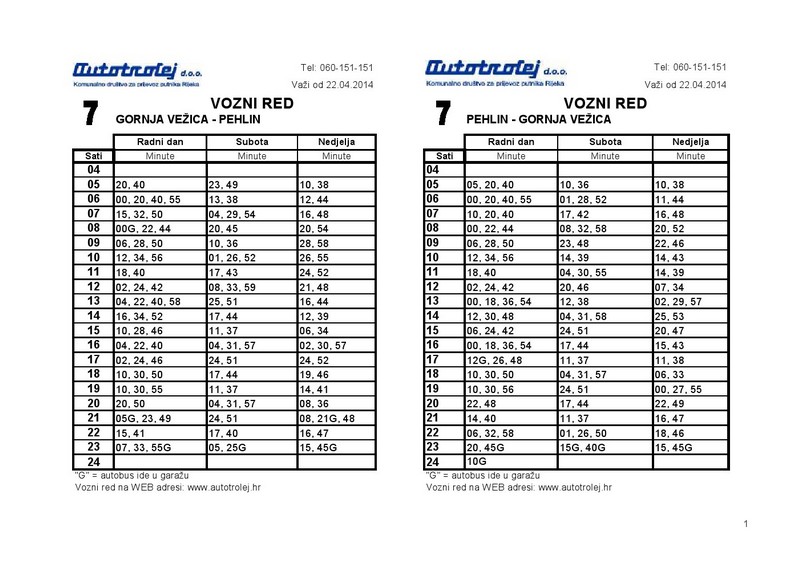 autotrolej d.o.o.
Komunalno društvo za prijevoz putnika Rijeka
Tel: 060-151-151
Važi od 22.04.2014
7
VOZNI RED
GORNJA VEŽICA - PEHLIN
Radni dan Subota Nedjelja
Sati Minute Minute Minute
04
05 20, 40 23, 49 10, 38
06 00, 20, 40, 55 13, 38 12, 44
07 15, 32, 50 04, 29, 54 16, 48
08 00G, 22, 44 20, 45 20, 54
09 06, 28, 50 10, 36 28, 58
10 12, 34, 56 01, 26, 52 26, 55
11 18, 40 17, 43 24, 52
12 02, 24, 42 08, 33, 59 21, 48
13 04, 22, 40, 58 25, 51 16, 44
14 16, 34, 52 17, 44 12, 39
15 10, 28, 46 11, 37 06, 34
16 04, 22, 40 04, 31, 57 02, 30, 57
17 02, 24, 46 24, 51 24, 52
18 10, 30, 50 17, 44 19, 46
19 10, 30, 55 11, 37 14, 41
20 20, 50 04, 31, 57 08, 36
21 05G, 23, 49 24, 51 08, 21G, 48
22 15, 41 17, 40 16, 47
23 07, 33, 55G 05, 25G 15, 45G
24
"G" = autobus ide u garažu
Vozni red na WEB adresi: www.autotrolej.hr
autotrolej d.o.o.
Komunalno društvo za prijevoz putnika Rijeka
Tel: 060-151-151
Važi od 22.04.2014
7
VOZNI RED
PEHLIN - GORNJA VEŽICA
Radni dan Subota Nedjelja
Sati Minute Minute Minute
04
05 05, 20, 40 10, 36 10, 38
06 00, 20, 40, 55 01, 28, 52 11, 44
07 10, 20, 40 17, 42 16, 48
08 00, 22, 44 08, 32, 58 20, 52
09 06, 28, 50 23, 48 22, 46
10 12, 34, 56 14, 39 14, 43
11 18, 40 04, 30, 55 14, 39
12 02, 24, 42 20, 46 07, 34
13 00, 18, 36, 54 12, 38 02, 29, 57
14 12, 30, 48 04, 31, 58 25, 53
15 06, 24, 42 24, 51 20, 47
16 00, 18, 36, 54 17, 44 15, 43
17 12G, 26, 48 11, 37 11, 38
18 10, 30, 50 04, 31, 57 06, 33
19 10, 30, 56 24, 51 00, 27, 55
20 22, 48 17, 44 22, 49
21 14, 40 11, 37 16, 47
22 06, 32, 58 01, 26, 50 18, 46
23 20, 45G 15G, 40G 15, 45G
24 10G
"G" = autobus ide u garažu
Vozni red na WEB adresi: www.autotrolej.hr
1